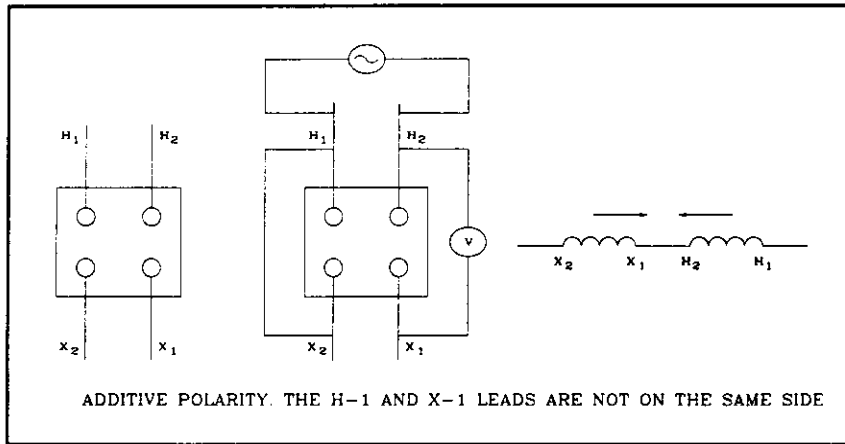 H1 H2
X2 X1
H1 H2
V
X2 X1
X2 X1 H2 H1
ADDITIVE POLARITY. THE H-1 AND X-1 LEADS ARE NOT ON THE SAME SIDE